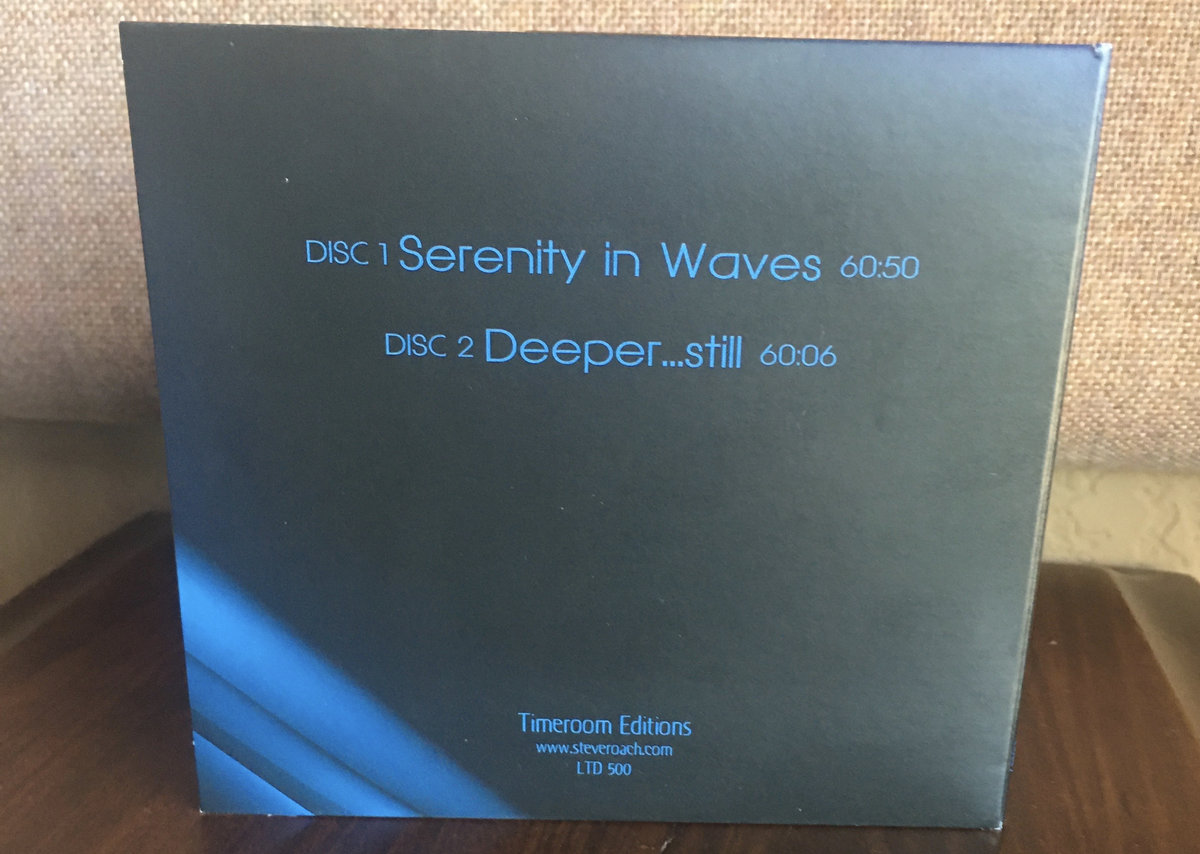 DISC 1 Serenity in Waves 60:50
DISC 2 Deeper...still 60:06
Timeroom Editions
www.steveroach.com
LTD 500